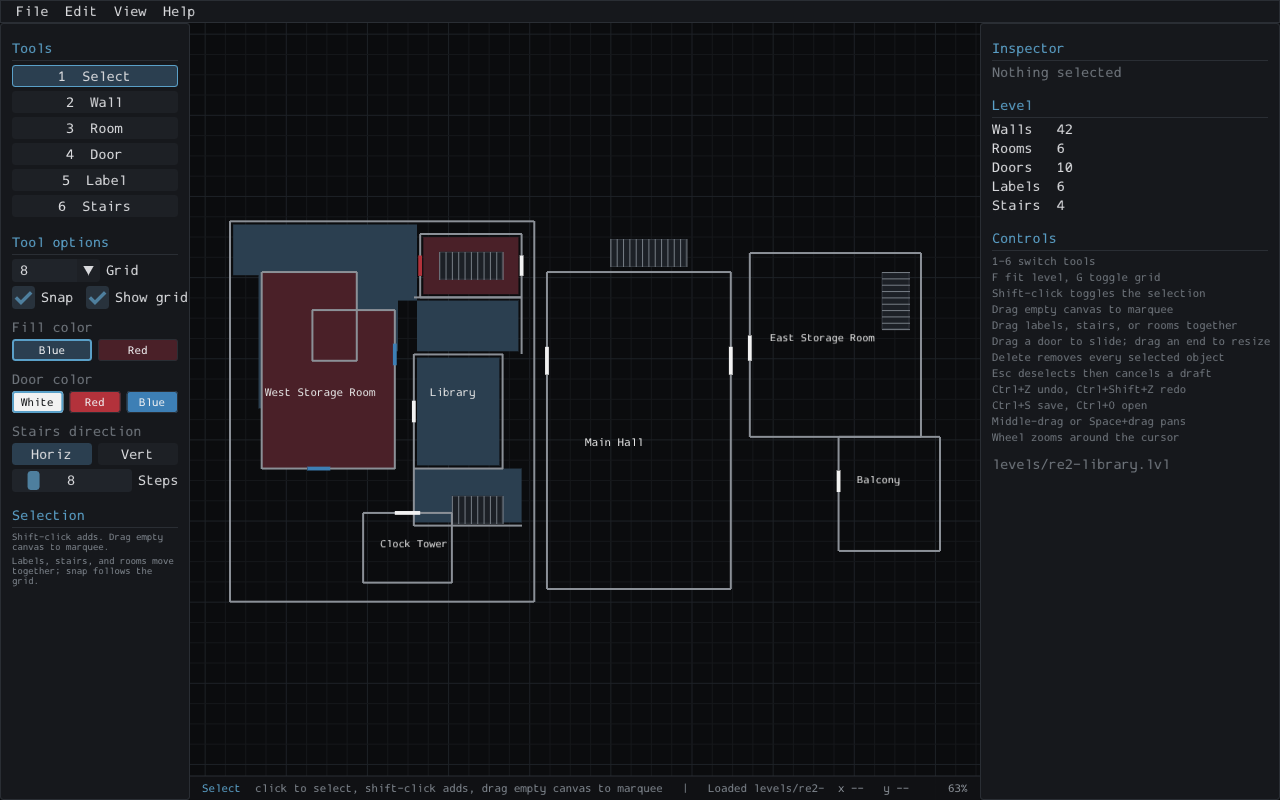 File Edit View Help
Tools
1 Select
2 Wall
3 Room
4 Door
5 Label
6 Stairs
Tool options
8 Grid
Snap Show grid
Fill color
Blue Red
Door color
White Red Blue
Stairs direction
Horiz Vert
8 Steps
Selection
Shift-click adds. Drag empty
canvas to marquee.
Labels, stairs, and rooms move
together; snap follows the
grid.
West Storage Room
Library
Clock Tower
Main Hall
East Storage Room
Balcony
Select click to select, shift-click adds, drag empty canvas to marquee | Loaded levels/re2- x -- y -- 63%
Inspector
Nothing selected
Level
Walls 42
Rooms 6
Doors 10
Labels 6
Stairs 4
Controls
1-6 switch tools
F fit level, G toggle grid
Shift-click toggles the selection
Drag empty canvas to marquee
Drag labels, stairs, or rooms together
Drag a door to slide; drag an end to resize
Delete removes every selected object
Esc deselects then cancels a draft
Ctrl+Z undo, Ctrl+Shift+Z redo
Ctrl+S save, Ctrl+O open
Middle-drag or Space+drag pans
Wheel zooms around the cursor
levels/re2-library.lvl